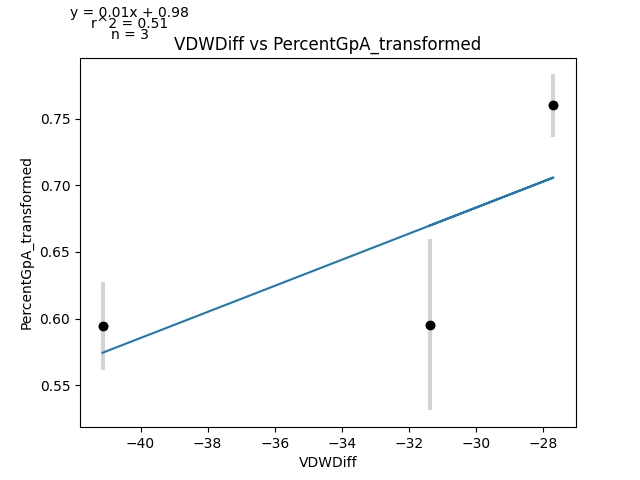 y = 0.01x + 0.98
r^2 = 0.51
n = 3
VDWDiff vs PercentGpA_transformed
PercentGpA_transformed
0.75
0.70
0.65
0.60
0.55
−40 −38 −36 −34 −32 −30 −28
VDWDiff